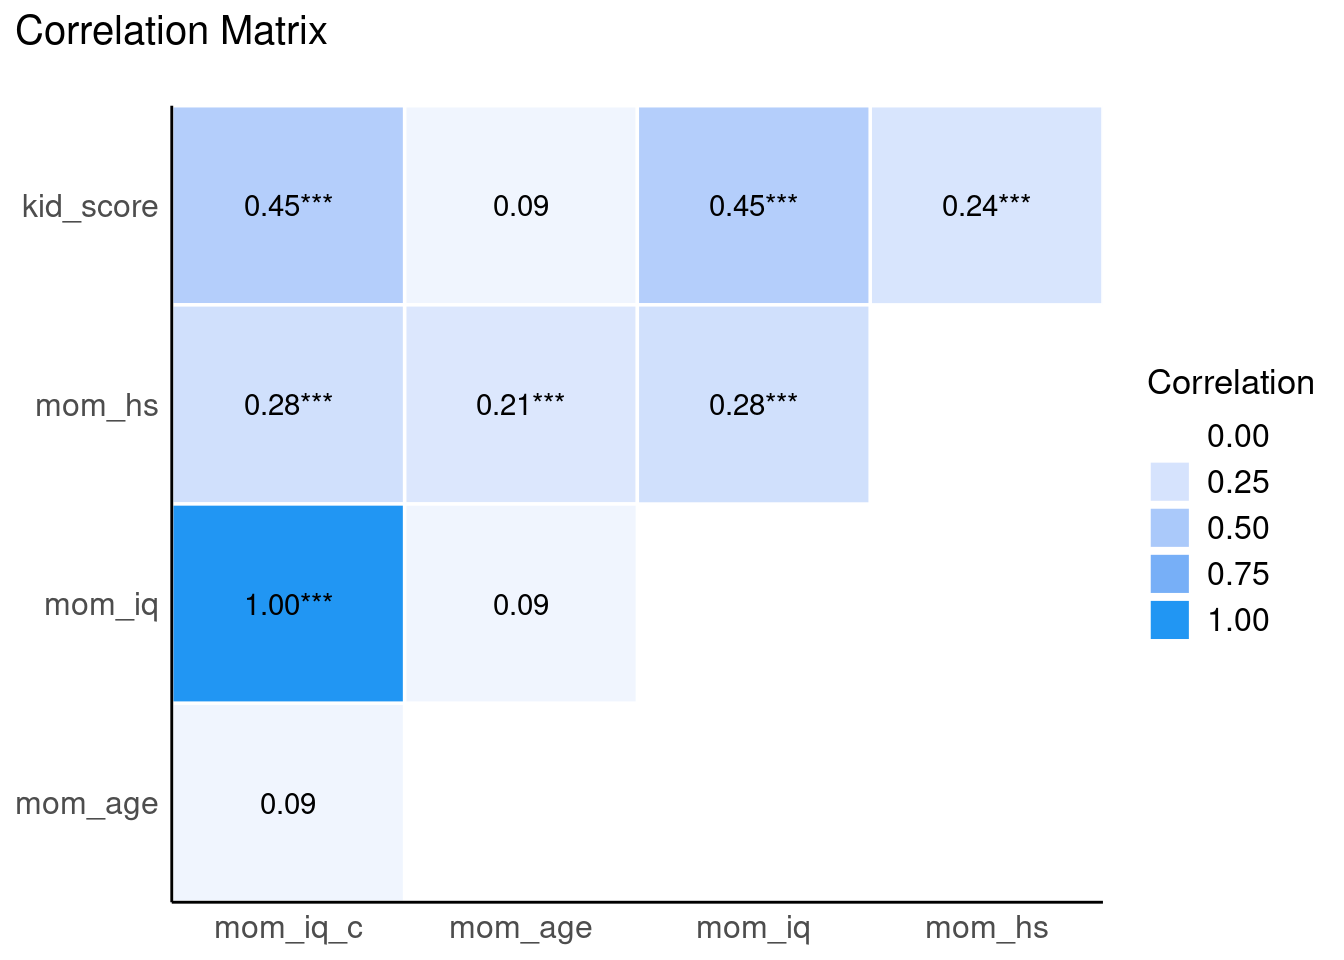 Correlation Matrix
kid_score 0.45*** 0.09 0.45*** 0.24***
mom_hs 0.28*** 0.21*** 0.28***
mom_iq 1.00*** 0.09
mom_age 0.09
mom_iq_c mom_age mom_iq mom_hs
Correlation
0.00
0.25
0.50
0.75
1.00